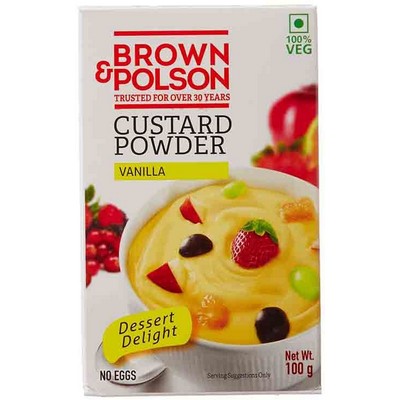 BROWN
& POLSON
TRUSTED FOR OVER 30 YEARS
100%
VEG
CUSTARD
POWDER
VANILLA
Dessert
Delight
NO EGGS
Serving Suggestions Only
Net Wt.
100 g